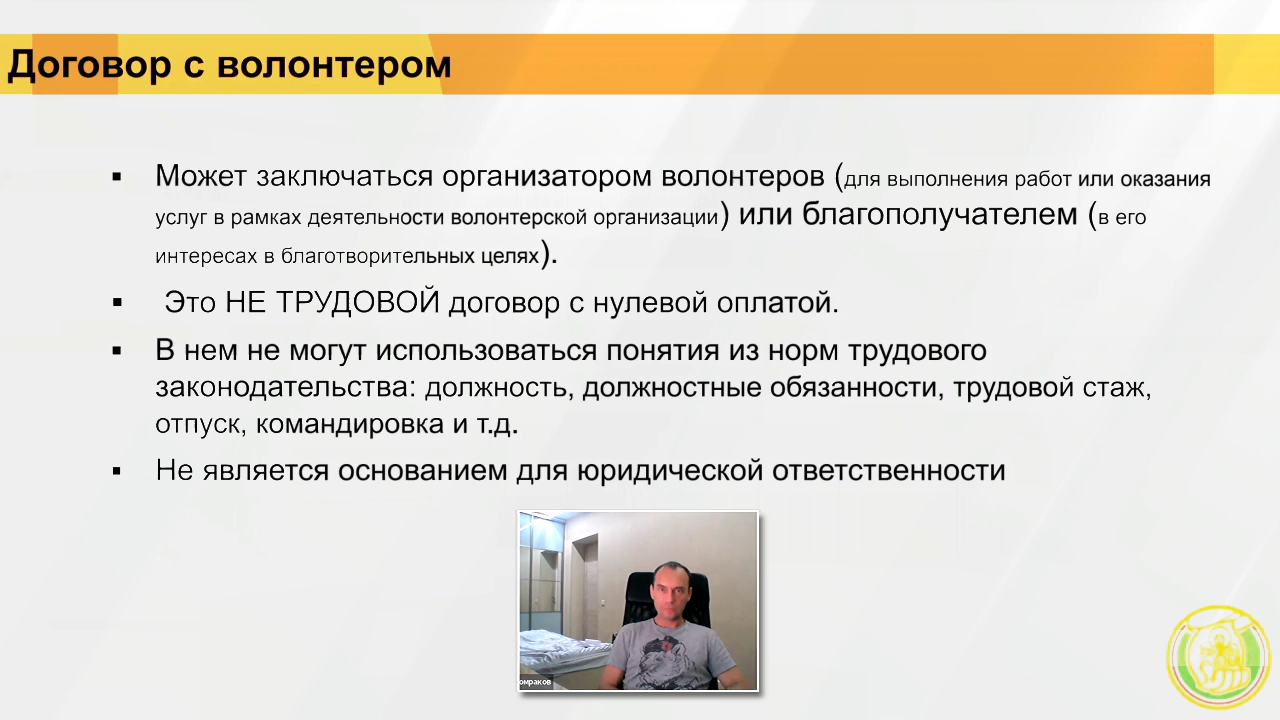 Договор с волонтером
▪ Может заключаться организатором волонтеров (для выполнения работ или оказания
услуг в рамках деятельности волонтерской организации) или благополучателем (в его
интересах в благотворительных целях).
▪ Это НЕ ТРУДОВОЙ договор с нулевой оплатой.
▪ В нем не могут использоваться понятия из норм трудового
законодательства: должность, должностные обязанности, трудовой стаж,
отпуск, командировка и т.д.
▪ Не является основанием для юридической ответственности
омраков